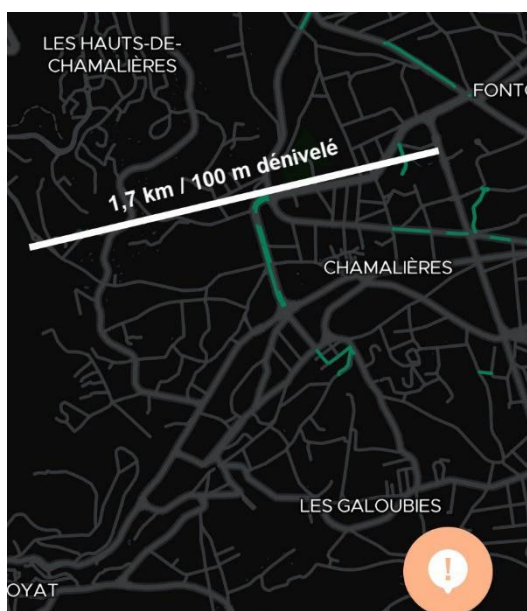 LES HAUTS-DE-
CHAMALIÈRES
FONTC
1,7 km / 100 m dénivelé
CHAMALIÈRES
LES GALOUBIES
OYAT
!